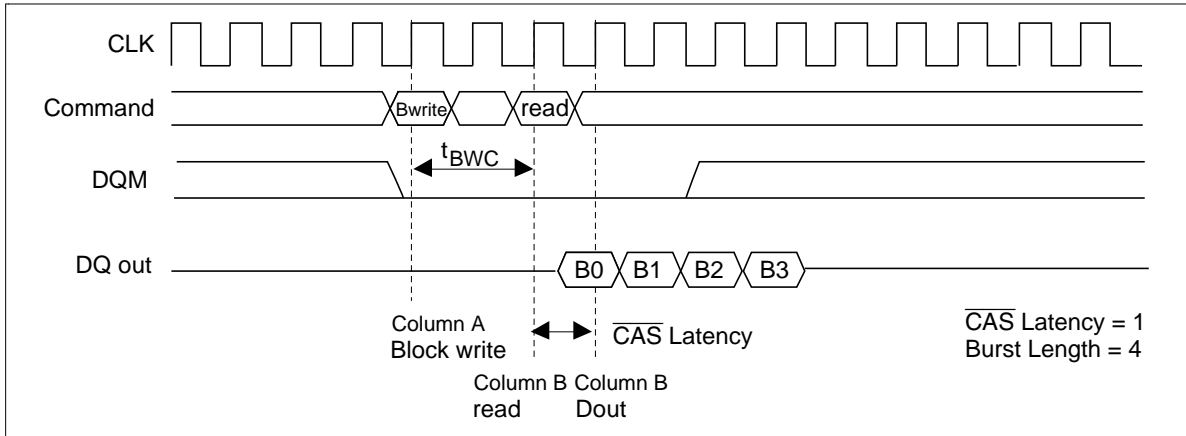 CLK
Command
Bwrite
read
tBWC
DQM
DQ out
B0 B1 B2 B3
Column A
Block write
CAS Latency
CAS Latency = 1
Burst Length = 4
Column B
read
Column B
Dout